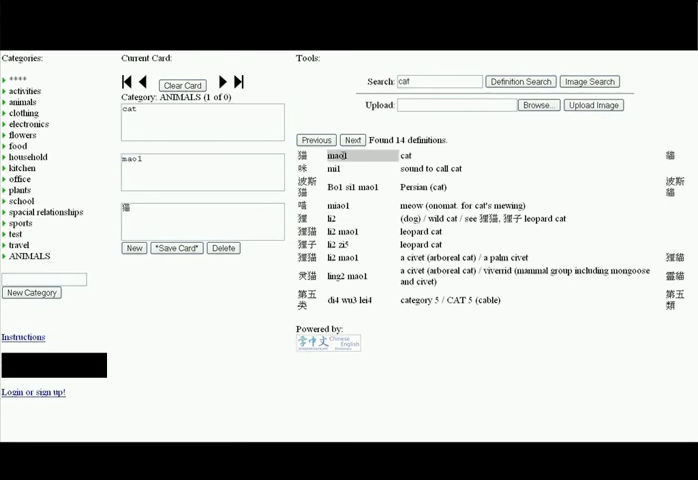 Categories:
****
activities
animals
clothing
electronics
flowers
food
household
kitchen
office
plants
school
spacial relationships
sports
test
travel
ANIMALS
New Category
Instructions
Login or sign up!
Current Card:
Clear Card
Category: ANIMALS (1 of 0)
cat
mao1
猫
New *Save Card* Delete
Tools:
Search: cat Definition Search Image Search
Upload: Browse... Upload Image
Previous Next Found 14 definitions.
猫 mao1 cat 貓
咪 mi1 sound to call cat
波斯猫 Bo1 si1 mao1 Persian (cat) 波斯貓
喵 miao1 meow (onomat. for cat's mewing)
狸 li2 (dog) / wild cat / see 狸猫, 狸子 leopard cat
狸猫 li2 mao1 leopard cat
狸子 li2 zi5 leopard cat
狸猫 li2 mao1 a civet (arboreal cat) / a palm civet 狸貓
灵猫 ling2 mao1 a civet (arboreal cat) / viverrid (mammal group including mongoose and civet) 靈貓
第五类 di4 wu3 lei4 category 5 / CAT 5 (cable) 第五類
Powered by:
学中文 Chinese English